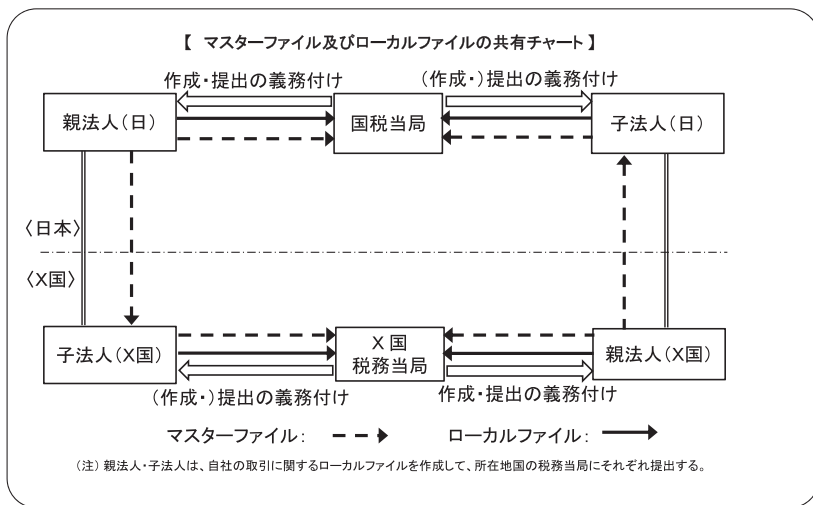 【 マスターファイル及びローカルファイルの共有チャート 】
作成・提出の義務付け
(作成・)提出の義務付け
親法人(日)
国税当局
子法人(日)
〈日本〉
〈X国〉
子法人(X国)
X国
税務当局
親法人(X国)
(作成・)提出の義務付け
作成・提出の義務付け
マスターファイル:
ローカルファイル:
(注) 親法人・子法人は、自社の取引に関するローカルファイルを作成して、所在地国の税務当局にそれぞれ提出する。